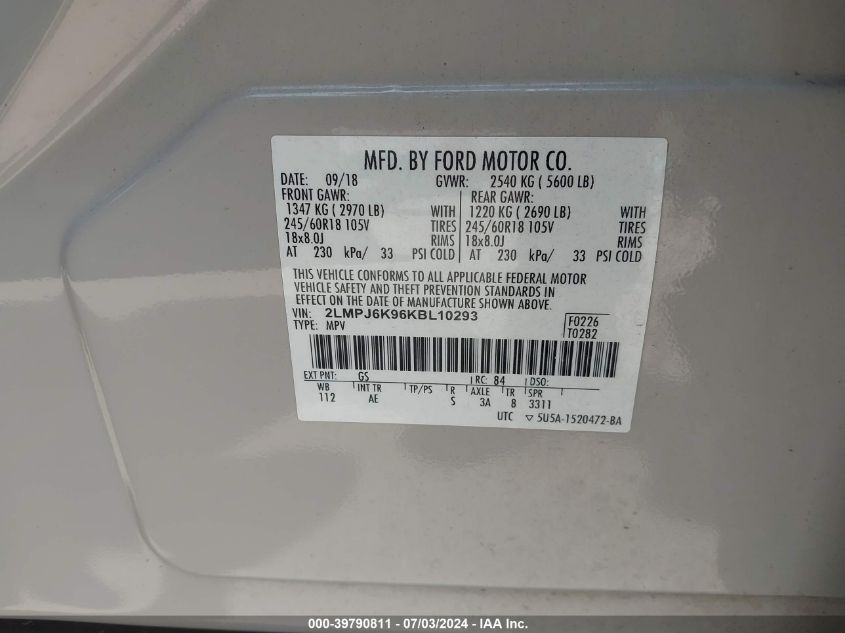 MFD. BY FORD MOTOR CO.
DATE: 09/18 GVWR: 2540 KG ( 5600 LB)
FRONT GAWR: REAR GAWR:
1347 KG ( 2970 LB) WITH 1220 KG ( 2690 LB) WITH
245/60R18 105V TIRES 245/60R18 105V TIRES
18x8.0J RIMS 18x8.0J RIMS
AT 230 kPa/ 33 PSI COLD AT 230 kPa/ 33 PSI COLD
THIS VEHICLE CONFORMS TO ALL APPLICABLE FEDERAL MOTOR
VEHICLE SAFETY AND THEFT PREVENTION STANDARDS IN
EFFECT ON THE DATE OF MANUFACTURE SHOWN ABOVE.
VIN: 2LMPJ6K96KBL10293 F0226
TYPE: MPV T0282
EXT PNT: GS RC: 84 DSO:
WB INT TR TP/PS R AXLE TR SPR
112 AE S 3A 8 3311
UTC ▽ 5U5A-1520472-BA
000-39790811 - 07/03/2024 - IAAI Inc.